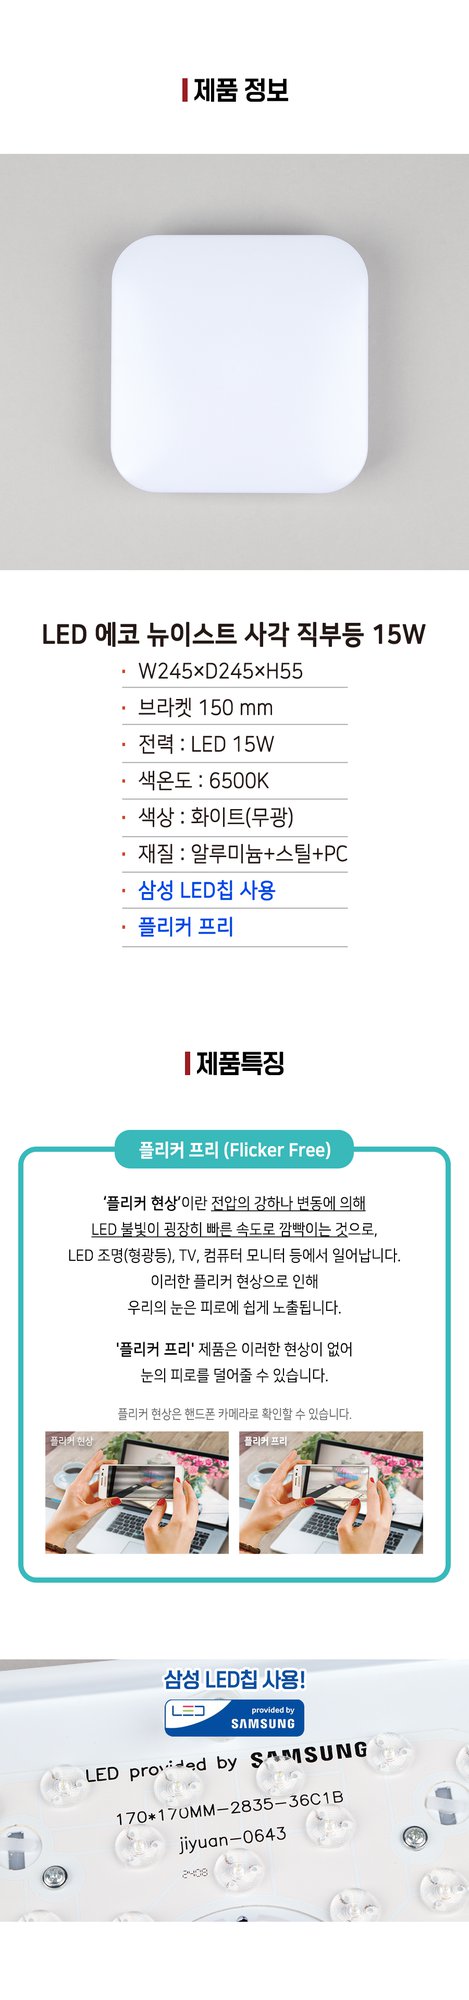 제품 정보
LED 에코 뉴이스트 사각 직부등 15W
· W245×D245×H55
· 브라켓 150 mm
· 전력 : LED 15W
· 색온도 : 6500K
· 색상 : 화이트(무광)
· 재질 : 알루미늄+스틸+PC
· 삼성 LED칩 사용
· 플리커 프리
제품특징
플리커 프리 (Flicker Free)
‘플리커 현상’이란 전압의 강하나 변동에 의해
LED 불빛이 굉장히 빠른 속도로 깜빡이는 것으로,
LED 조명(형광등), TV, 컴퓨터 모니터 등에서 일어납니다.
이러한 플리커 현상으로 인해
우리의 눈은 피로에 쉽게 노출됩니다.
'플리커 프리' 제품은 이러한 현상이 없어
눈의 피로를 덜어줄 수 있습니다.
플리커 현상은 핸드폰 카메라로 확인할 수 있습니다.
플리커 현상
플리커 프리
삼성 LED칩 사용!
LED
provided by
SAMSUNG
LED provided by SAMSUNG
170*170MM-2835-36C1B
jiyuan-0643
2408